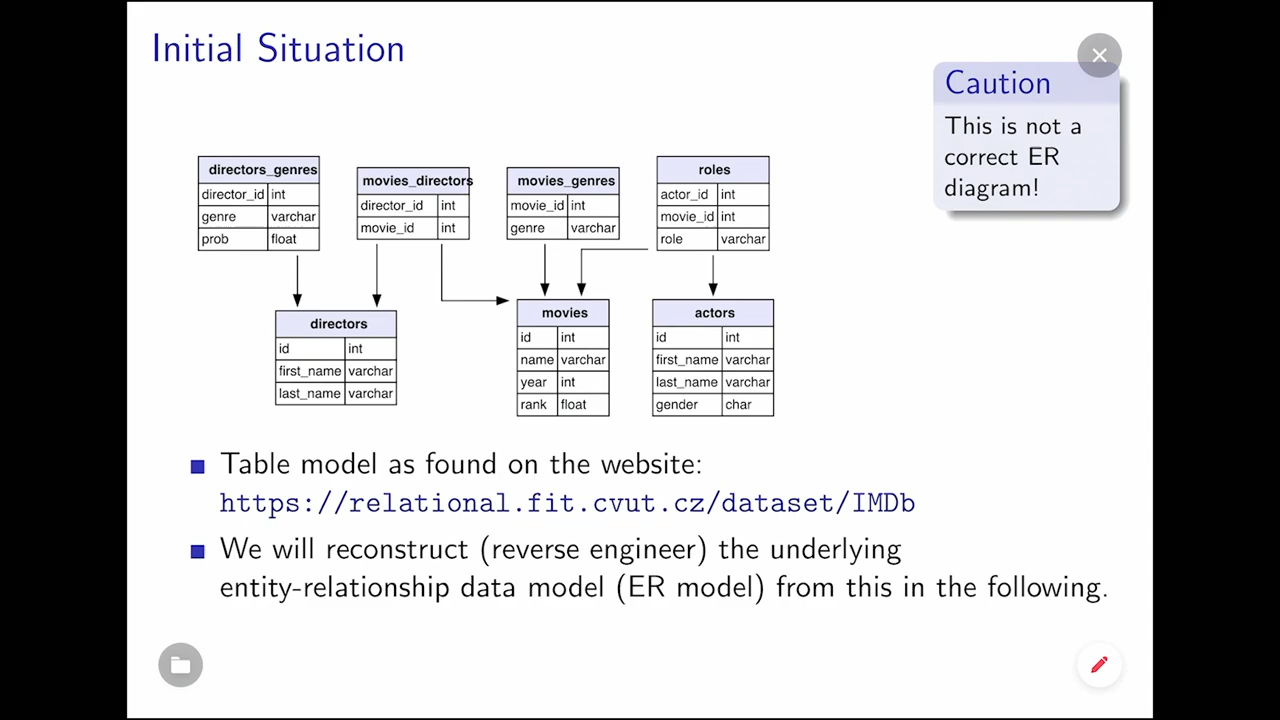 Initial Situation
Caution
This is not a
correct ER
diagram!
directors_genres
director_id int
genre varchar
prob float
movies_directors
director_id int
movie_id int
movies_genres
movie_id int
genre varchar
roles
actor_id int
movie_id int
role varchar
directors
id int
first_name varchar
last_name varchar
movies
id int
name varchar
year int
rank float
actors
id int
first_name varchar
last_name varchar
gender char
Table model as found on the website:
https://relational.fit.cvut.cz/dataset/IMDb
We will reconstruct (reverse engineer) the underlying
entity-relationship data model (ER model) from this in the following.